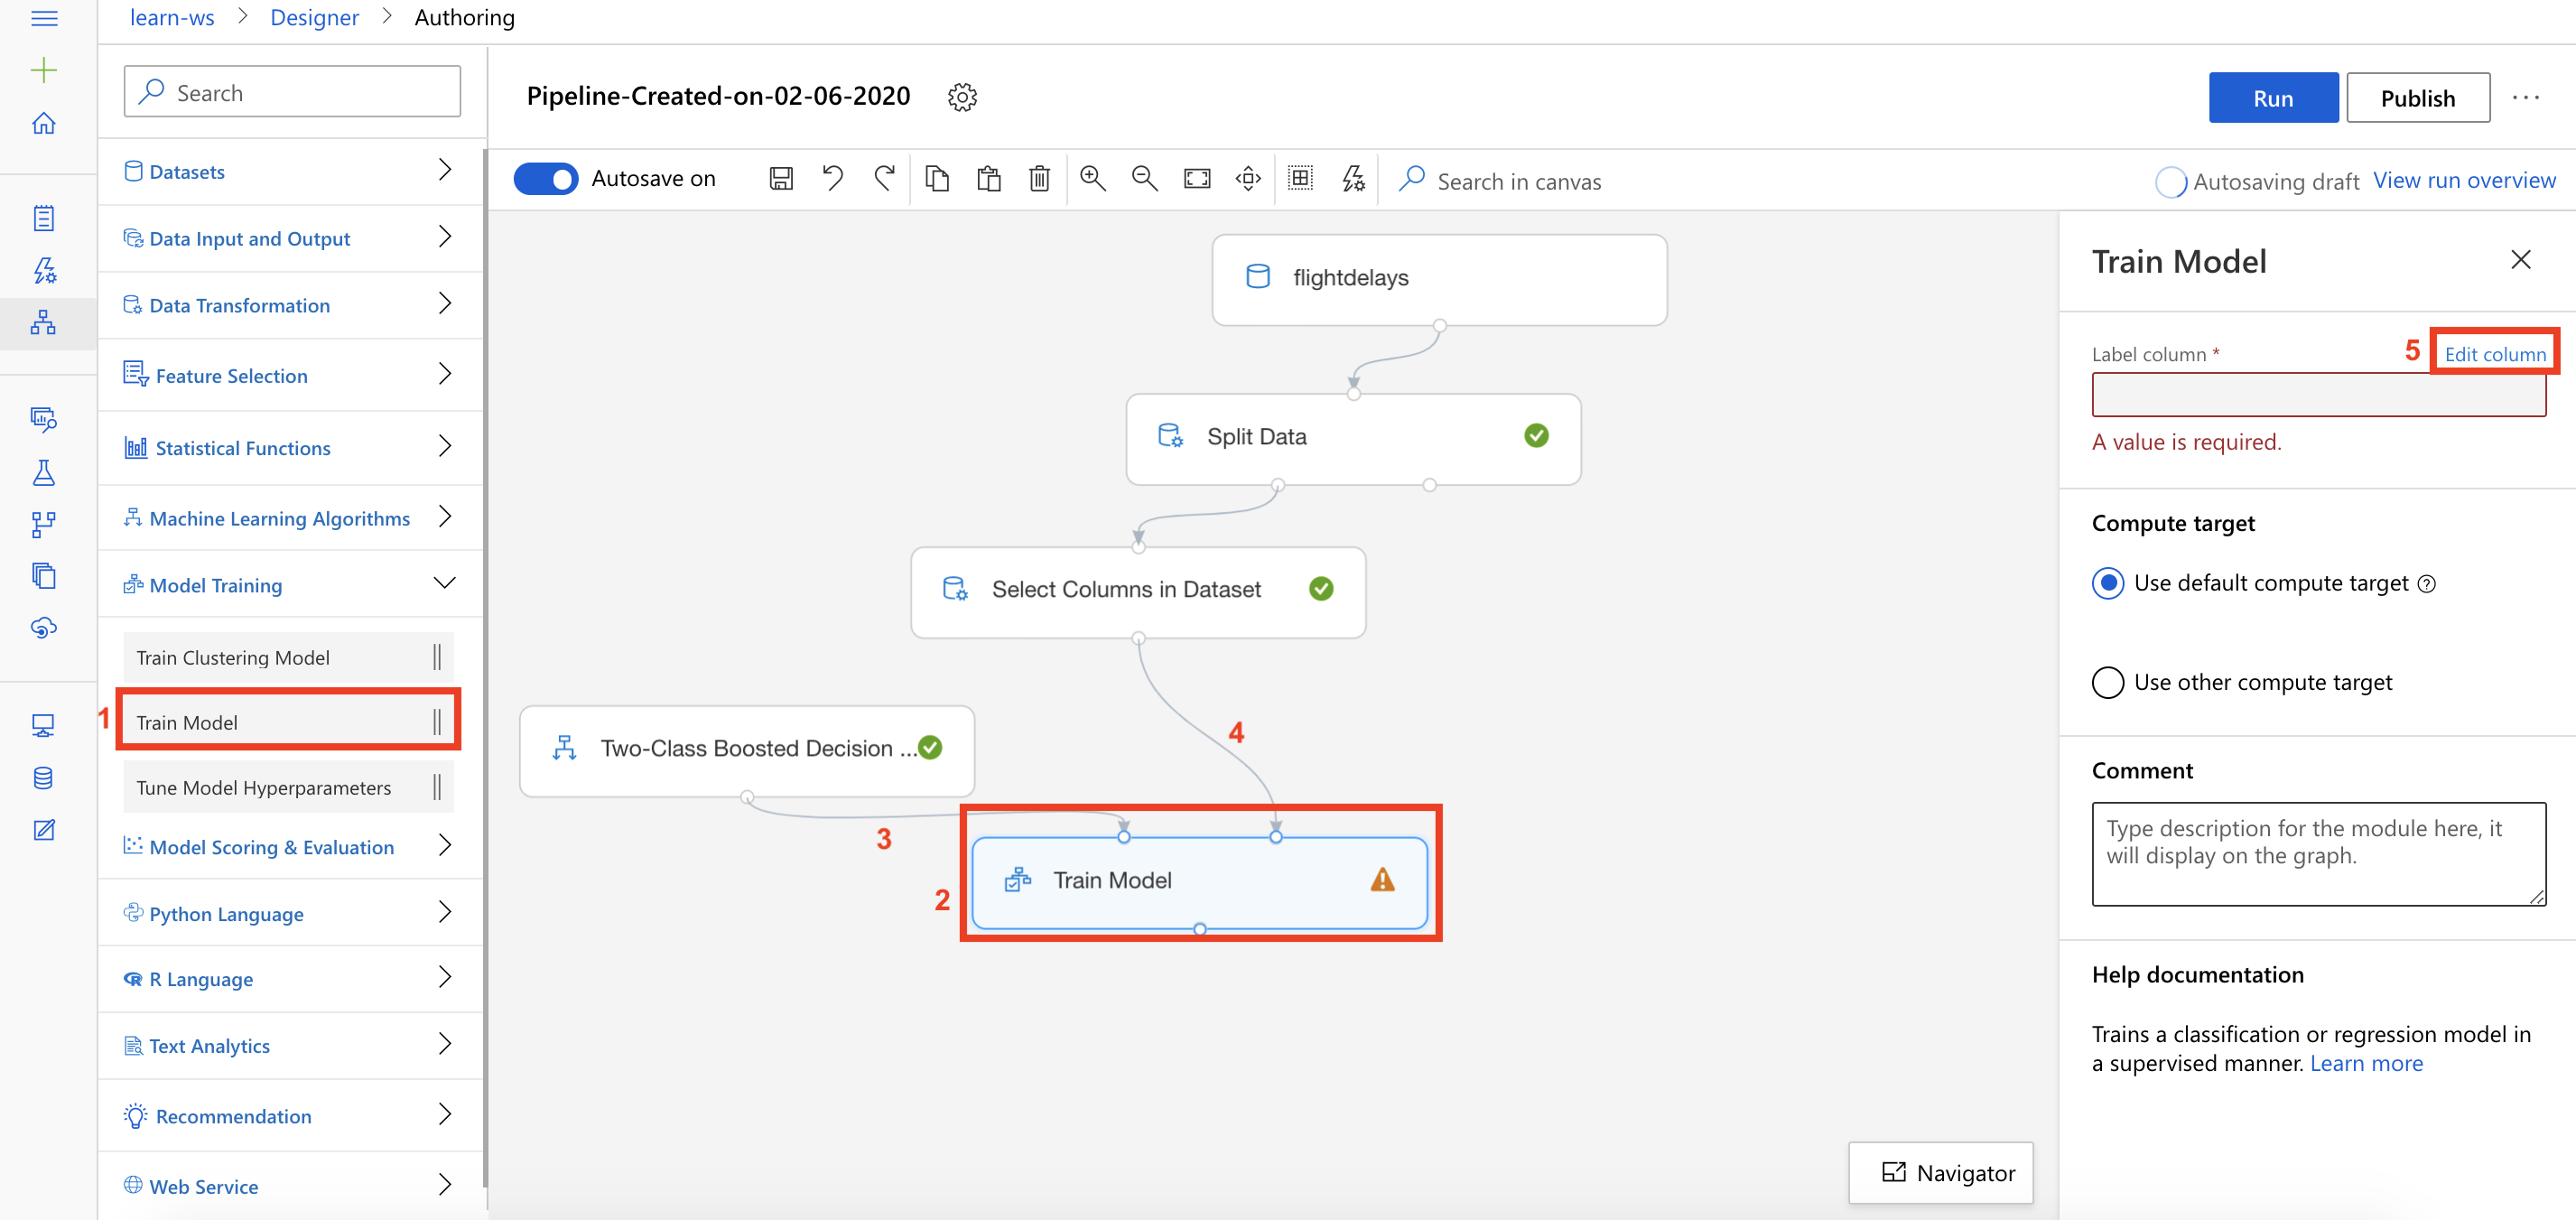 learn-ws > Designer > Authoring
Search
Datasets
Data Input and Output
Data Transformation
Feature Selection
Statistical Functions
Machine Learning Algorithms
Model Training
Train Clustering Model
1 Train Model
Tune Model Hyperparameters
Model Scoring & Evaluation
Python Language
R Language
Text Analytics
Recommendation
Web Service
Pipeline-Created-on-02-06-2020
Run
Publish
Autosave on
Search in canvas
Autosaving draft
View run overview
flightdelays
Split Data
Select Columns in Dataset
Two-Class Boosted Decision ...
4
3
2
Train Model
Navigator
Train Model
Label column *
5 Edit column
A value is required.
Compute target
Use default compute target
Use other compute target
Comment
Type description for the module here, it
will display on the graph.
Help documentation
Trains a classification or regression model in
a supervised manner. Learn more